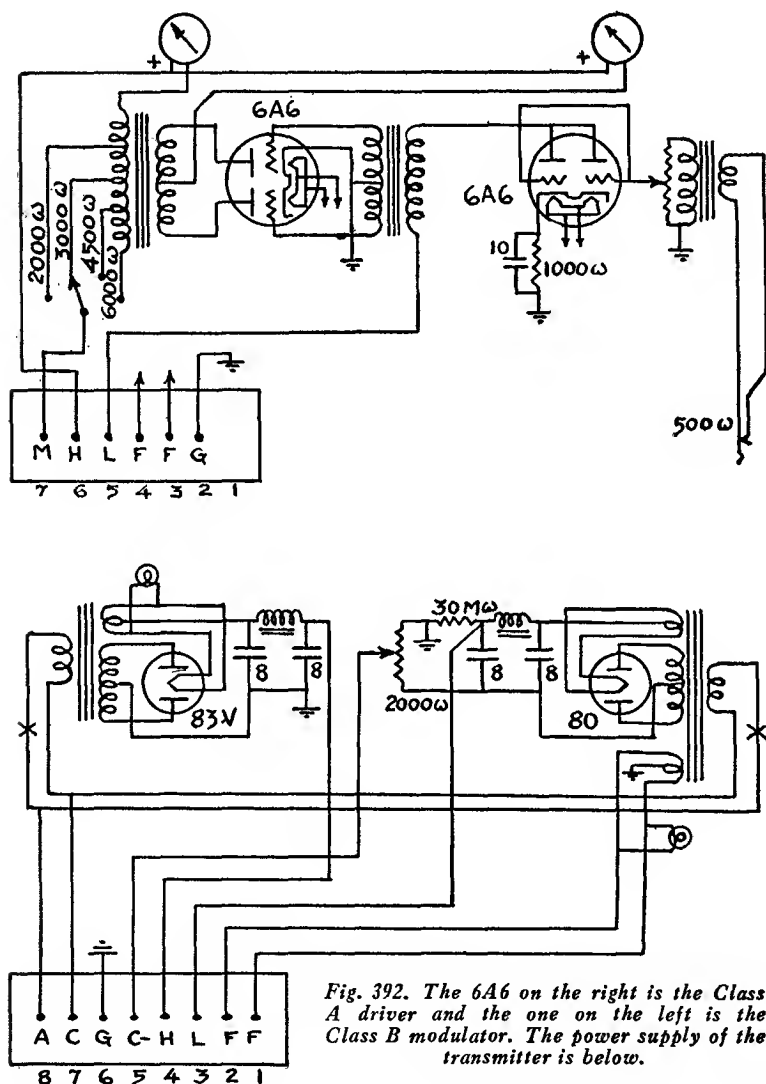 +
+
6A6
6A6
2000ω
3000ω
4500ω
6000ω
10
1000ω
500ω
M H L F F G
7 6 5 4 3 2 1
30Mω
8 8
8 8
83V
2000ω
80
+
A C G C- H L F F
8 7 6 5 4 3 2 1
Fig. 392. The 6A6 on the right is the Class
A driver and the one on the left is the
Class B modulator. The power supply of the
transmitter is below.